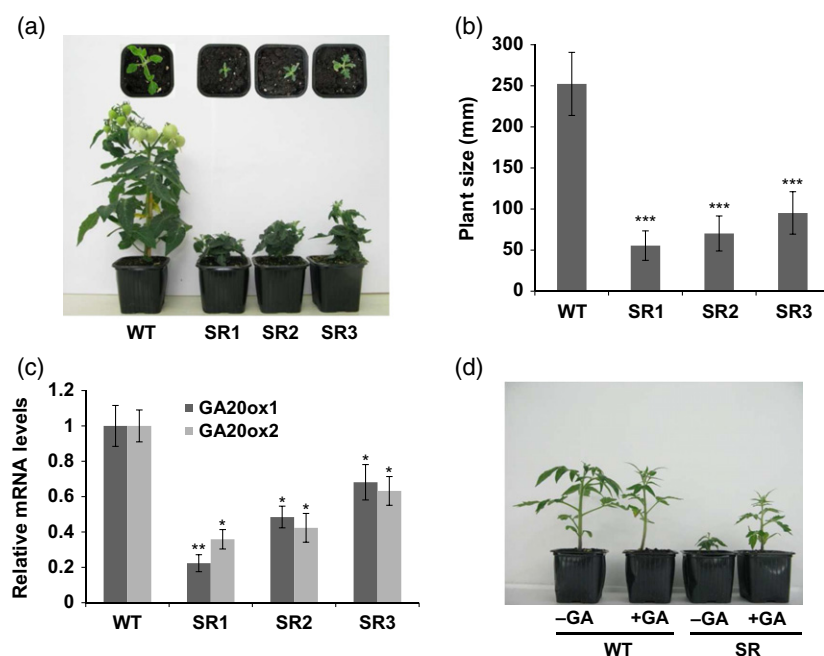 (a)
WT SR1 SR2 SR3
(b)
Plant size (mm)
300
250
200
150
100
50
0
***
***
***
WT SR1 SR2 SR3
(c)
Relative mRNA levels
1.2
1
0.8
0.6
0.4
0.2
0
GA20ox1
GA20ox2
** *
* *
* *
WT SR1 SR2 SR3
(d)
–GA +GA –GA +GA
WT SR